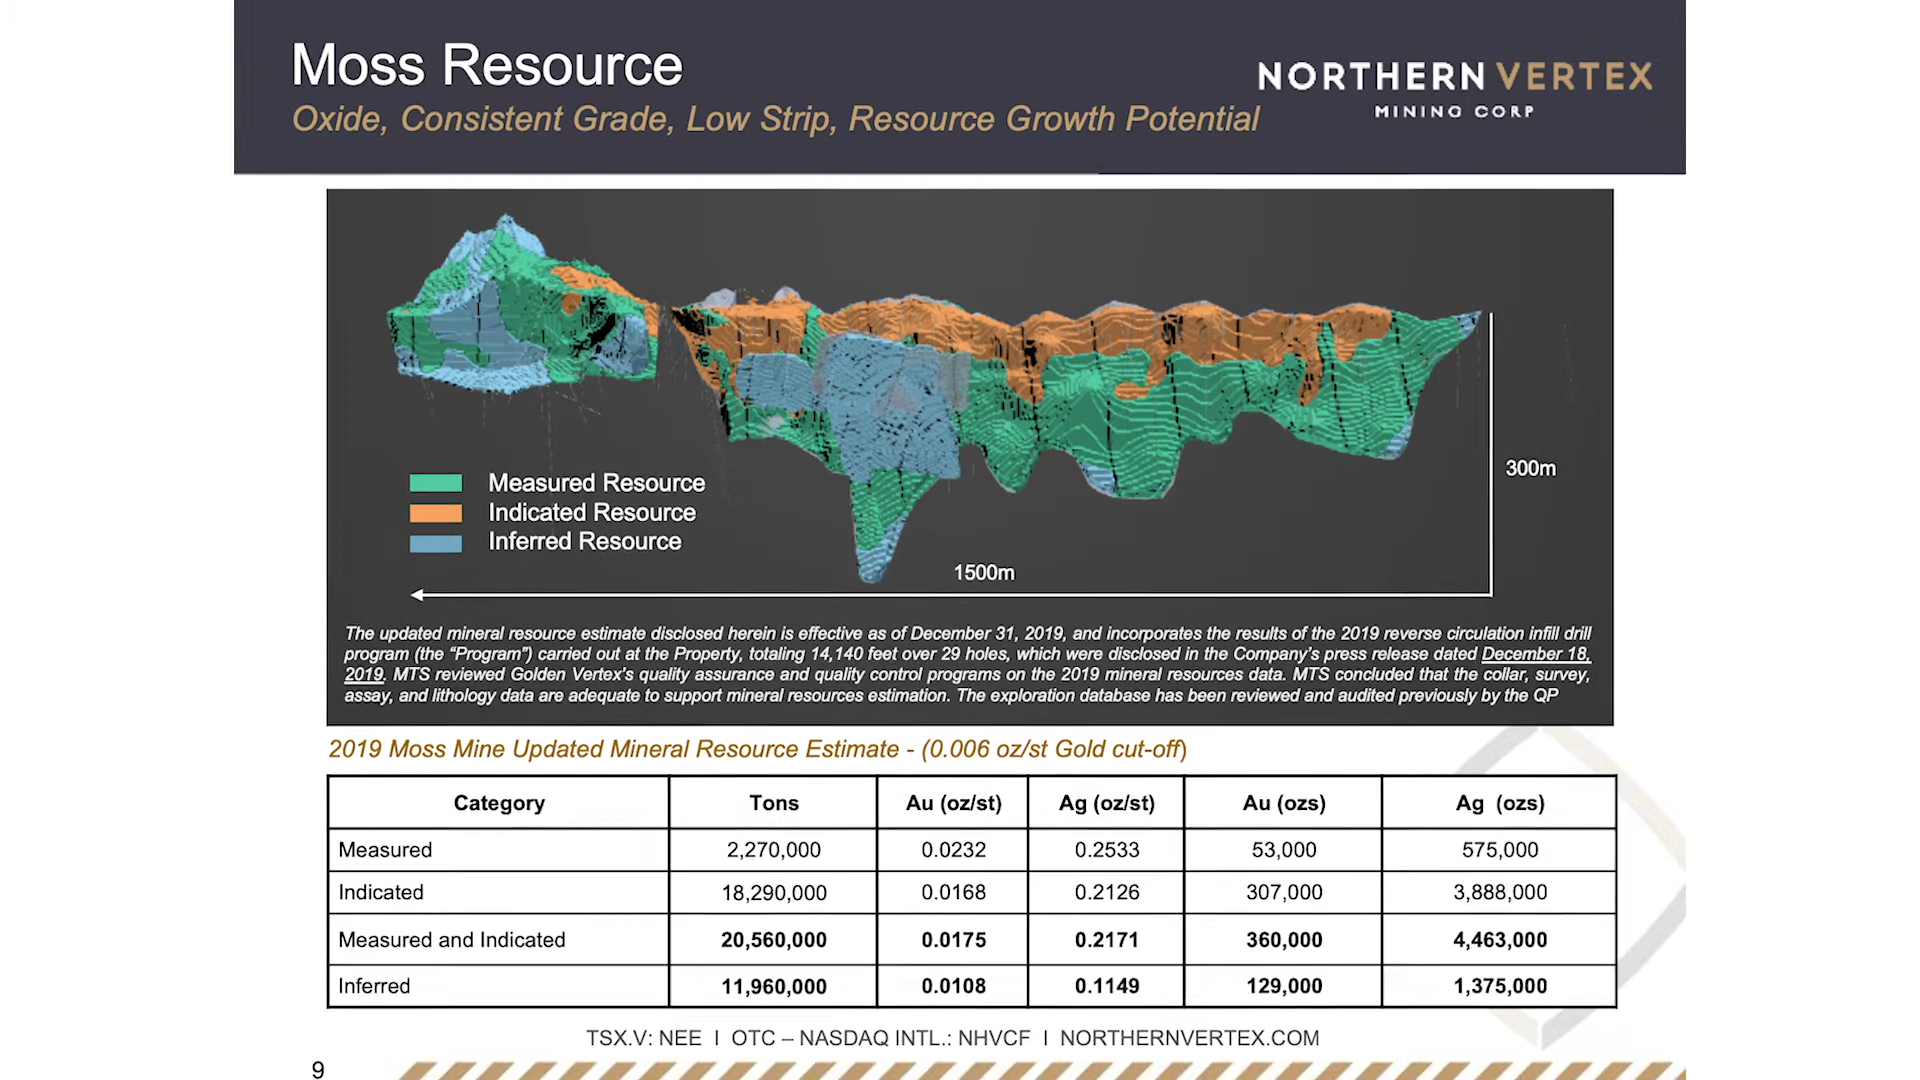 Moss Resource
Oxide, Consistent Grade, Low Strip, Resource Growth Potential
NORTHERN VERTEX
MINING CORP
Measured Resource
Indicated Resource
Inferred Resource
300m
1500m
The updated mineral resource estimate disclosed herein is effective as of December 31, 2019, and incorporates the results of the 2019 reverse circulation infill drill
program (the “Program”) carried out at the Property, totaling 14,140 feet over 29 holes, which were disclosed in the Company’s press release dated December 18,
2019. MTS reviewed Golden Vertex’s quality assurance and quality control programs on the 2019 mineral resources data. MTS concluded that the collar, survey,
assay, and lithology data are adequate to support mineral resources estimation. The exploration database has been reviewed and audited previously by the QP
2019 Moss Mine Updated Mineral Resource Estimate - (0.006 oz/st Gold cut-off)
Category Tons Au (oz/st) Ag (oz/st) Au (ozs) Ag (ozs)
Measured 2,270,000 0.0232 0.2533 53,000 575,000
Indicated 18,290,000 0.0168 0.2126 307,000 3,888,000
Measured and Indicated 20,560,000 0.0175 0.2171 360,000 4,463,000
Inferred 11,960,000 0.0108 0.1149 129,000 1,375,000
TSX.V: NEE I OTC – NASDAQ INTL.: NHVCF I NORTHERNVERTEX.COM
9